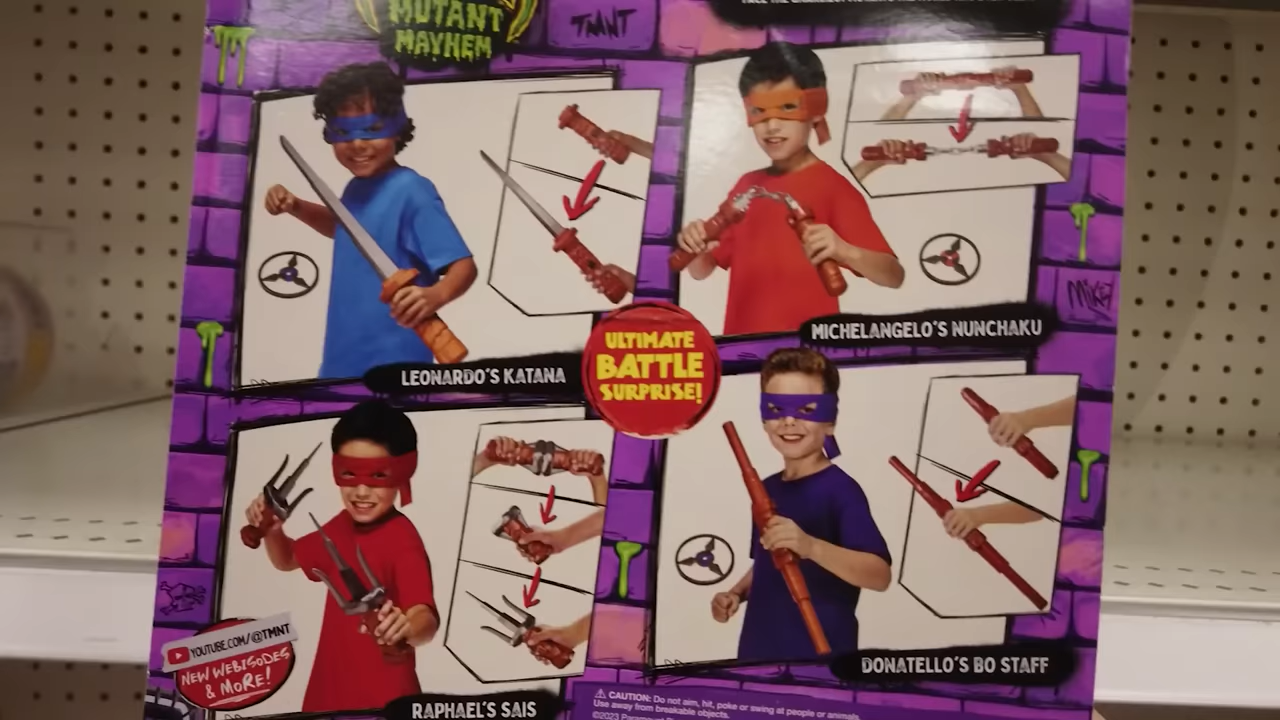 MUTANT
MAYHEM
TMNT
LEONARDO'S KATANA
MICHELANGELO'S NUNCHAKU
Mikey
ULTIMATE
BATTLE
SURPRISE!
YOUTUBE.COM/@TMNT
NEW WEBISODES
& MORE!
RAPHAEL'S SAIS
DONATELLO'S BO STAFF
CAUTION: Do not aim, hit, poke or swing at people or animals.
Use away from breakable objects.
©2023 Paramount